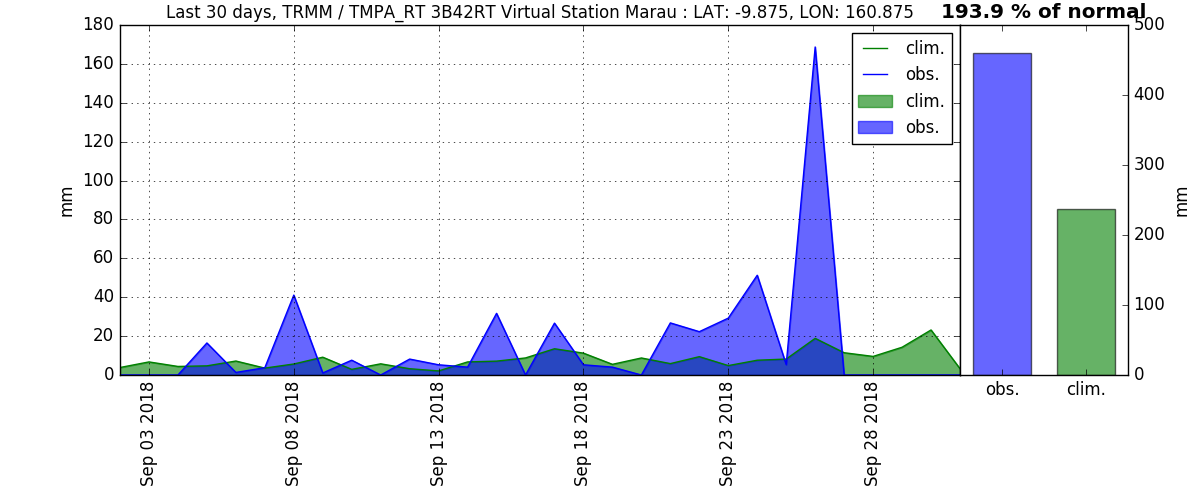 Last 30 days, TRMM / TMPA_RT 3B42RT Virtual Station Marau : LAT: -9.875, LON: 160.875
193.9 % of normal
180
160
140
120
100
80
60
40
20
0
mm
clim.
obs.
clim.
obs.
Sep 03 2018
Sep 08 2018
Sep 13 2018
Sep 18 2018
Sep 23 2018
Sep 28 2018
500
400
300
200
100
0
mm
obs.
clim.